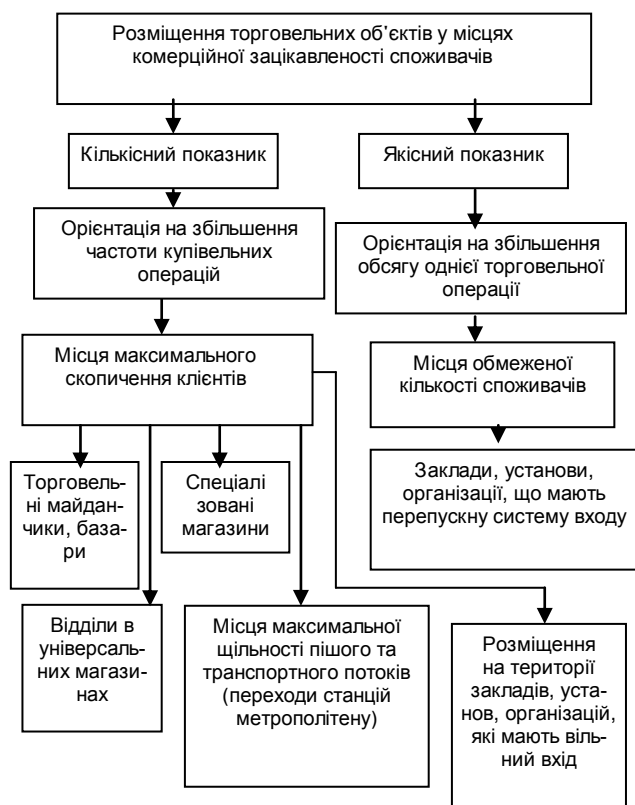 Розміщення торговельних об'єктів у місцях
комерційної зацікавленості споживачів
Кількісний показник
Якісний показник
Орієнтація на збільшення
частоти купівельних
операцій
Орієнтація на збільшення
обсягу однієї торговельної
операції
Місця максимального
скопичення клієнтів
Місця обмеженої
кількості споживачів
Торговель-
ні майдан-
чики, база-
ри
Спеціалі
зовані
магазини
Заклади, установи,
організації, що мають
перепускну систему входу
Відділи в
універсаль-
них магази-
нах
Місця максимальної
щільності пішого та
транспортного потоків
(переходи станцій
метрополітену)
Розміщення
на території
закладів, уста-
нов, організацій,
які мають віль-
ний вхід